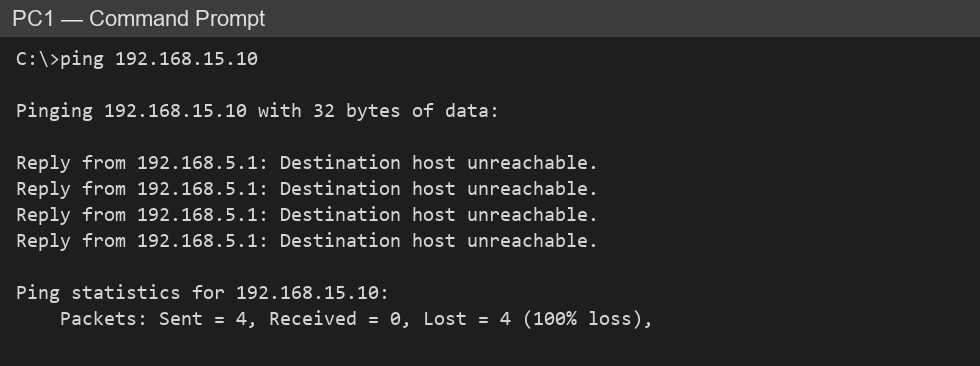 PC1 — Command Prompt
C:\>ping 192.168.15.10
Pinging 192.168.15.10 with 32 bytes of data:
Reply from 192.168.5.1: Destination host unreachable.
Reply from 192.168.5.1: Destination host unreachable.
Reply from 192.168.5.1: Destination host unreachable.
Reply from 192.168.5.1: Destination host unreachable.
Ping statistics for 192.168.15.10:
    Packets: Sent = 4, Received = 0, Lost = 4 (100% loss),